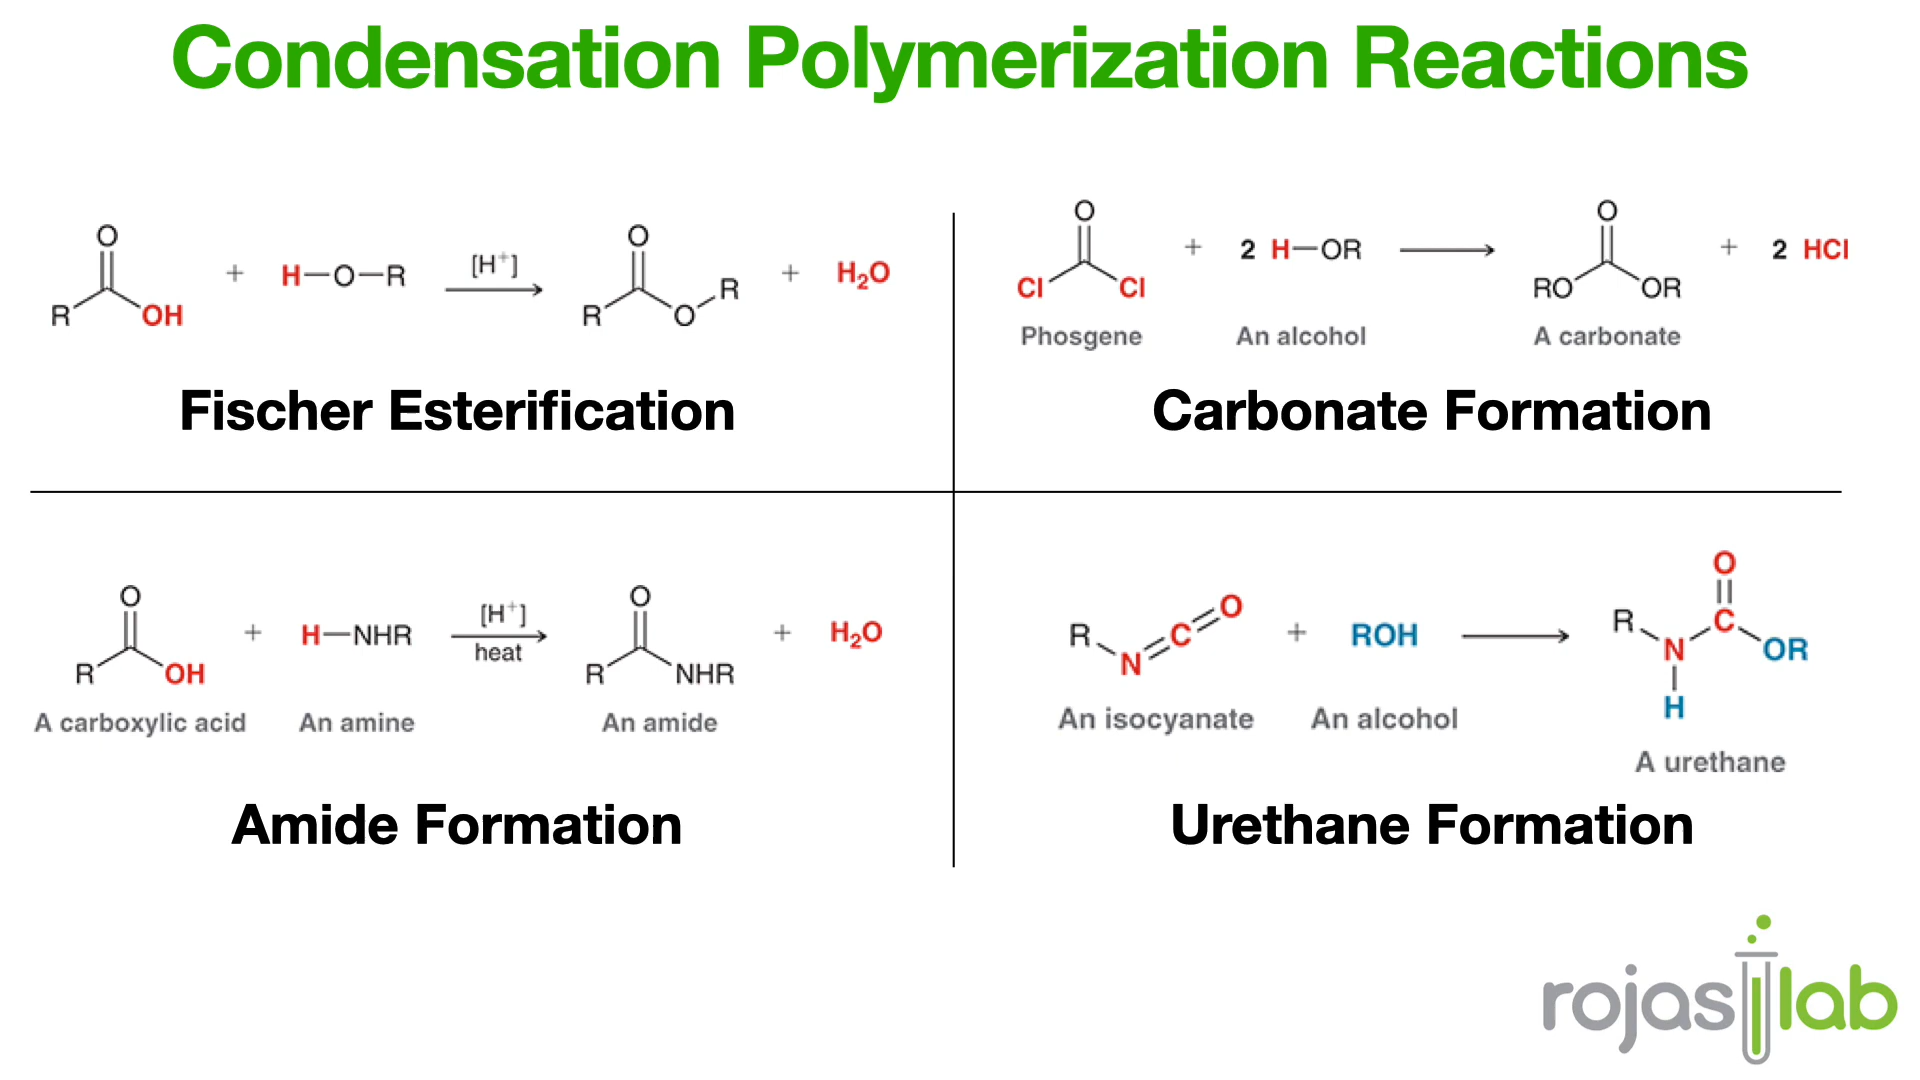 Condensation Polymerization Reactions
O
R OH + H—O—R [H⁺] O R O R + H₂O
Fischer Esterification
O
Cl Cl + 2 H—OR O RO OR + 2 HCl
Phosgene An alcohol A carbonate
Carbonate Formation
O
R OH + H—NHR [H⁺] heat O R NHR + H₂O
A carboxylic acid An amine An amide
Amide Formation
R N C O + ROH R N H C O OR
An isocyanate An alcohol
A urethane
Urethane Formation
rojaslab